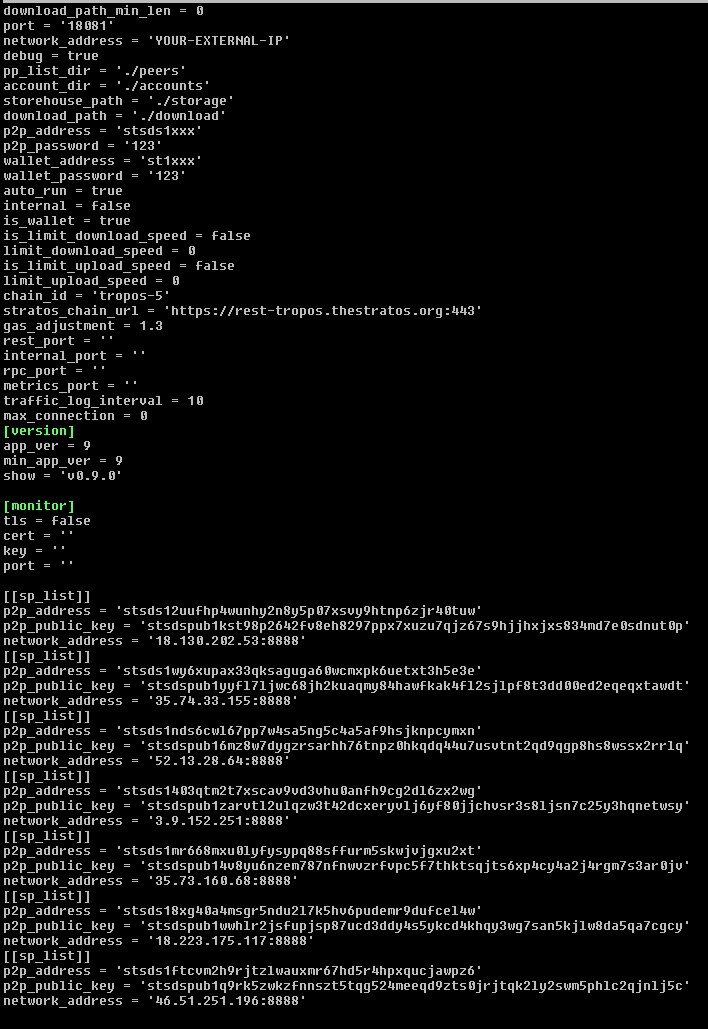 download_path_min_len = 0
port = '18081'
network_address = 'YOUR-EXTERNAL-IP'
debug = true
pp_list_dir = './peers'
account_dir = './accounts'
storehouse_path = './storage'
download_path = './download'
p2p_address = 'stsds1xxx'
p2p_password = '123'
wallet_address = 'st1xxx'
wallet_password = '123'
auto_run = true
internal = false
is_wallet = true
is_limit_download_speed = false
limit_download_speed = 0
is_limit_upload_speed = false
limit_upload_speed = 0
chain_id = 'tropos-5'
stratos_chain_url = 'https://rest-tropos.thestratos.org:443'
gas_adjustment = 1.3
rest_port = ''
internal_port = ''
rpc_port = ''
metrics_port = ''
traffic_log_interval = 10
max_connection = 0
[version]
app_ver = 9
min_app_ver = 9
show = 'v0.9.0'
[monitor]
tls = false
cert = ''
key = ''
port = ''
[[sp_list]]
p2p_address = 'stsds12uufhp4wunhy2n8y5p07xsvy9htnp6zjr40tuw'
p2p_public_key = 'stsdspub1kst98p2642fv8eh8297ppx7xuzu7qjz67s9hjjhxjxs834md7e0sdnut0p'
network_address = '18.130.202.53:8888'
[[sp_list]]
p2p_address = 'stsds1wy6xupax33qksaguga60wcmxpk6uetxt3h5e3e'
p2p_public_key = 'stsdspub1yyfl7ljwc68jh2kuaqmy84hawfkak4fl2sjlpf8t3dd00ed2eqeqxtawdt'
network_address = '35.74.33.155:8888'
[[sp_list]]
p2p_address = 'stsds1nds6cwl67pp7w4sa5ng5c4a5af9hsjknpcymxn'
p2p_public_key = 'stsdspub16mz8w7dygzrsarhh76tnpz0hkqdq44u7usvtnt2qd9qgp8hs8wssx2rrlq'
network_address = '52.13.28.64:8888'
[[sp_list]]
p2p_address = 'stsds1403qtm2t7xscav9vd3vhu0anfh9cg2dl6zx2wg'
p2p_public_key = 'stsdspub1zarvtl2ulqzw3t42dcxeryvlj6yf80jjchvsr3s8ljsn7c25y3hqnetwsy'
network_address = '3.9.152.251:8888'
[[sp_list]]
p2p_address = 'stsds1mr668mxu0lyfysypq88sffurm5skwjvjgxu2xt'
p2p_public_key = 'stsdspub14v8yu6nzem787nfnwvzrfvpc5f7thktsqjts6xp4cy4a2j4rgm7s3ar0jv'
network_address = '35.73.160.68:8888'
[[sp_list]]
p2p_address = 'stsds18xg40a4msgr5ndu2l7k5hv6pudemr9dufcel4w'
p2p_public_key = 'stsdspub1wwhlr2jsfupjsp87ucd3ddy4s5ykcd4khqy3wg7san5kjlw8da5qa7cgcy'
network_address = '18.223.175.117:8888'
[[sp_list]]
p2p_address = 'stsds1ftcvm2h9rjtzlwauxmr67hd5r4hpxqucjawpz6'
p2p_public_key = 'stsdspub1q9rk5zwkzfnnszt5tqg524meeqd9zts0jrjtqk2ly2swm5phlc2qjnlj5c'
network_address = '46.51.251.196:8888'